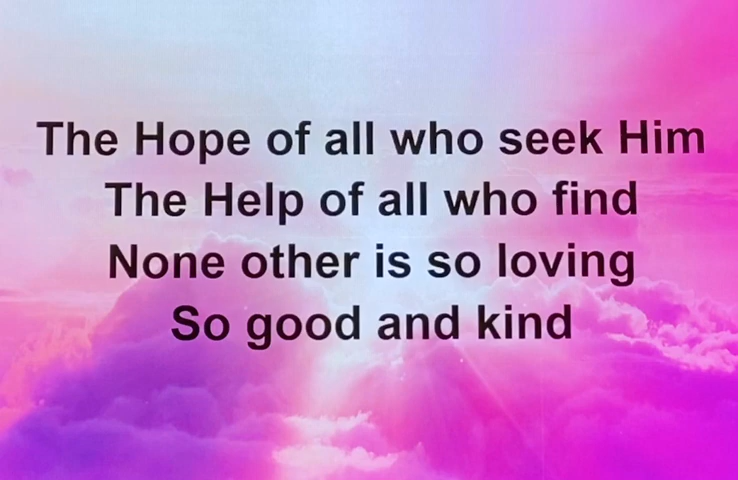 The Hope of all who seek Him
The Help of all who find
None other is so loving
So good and kind